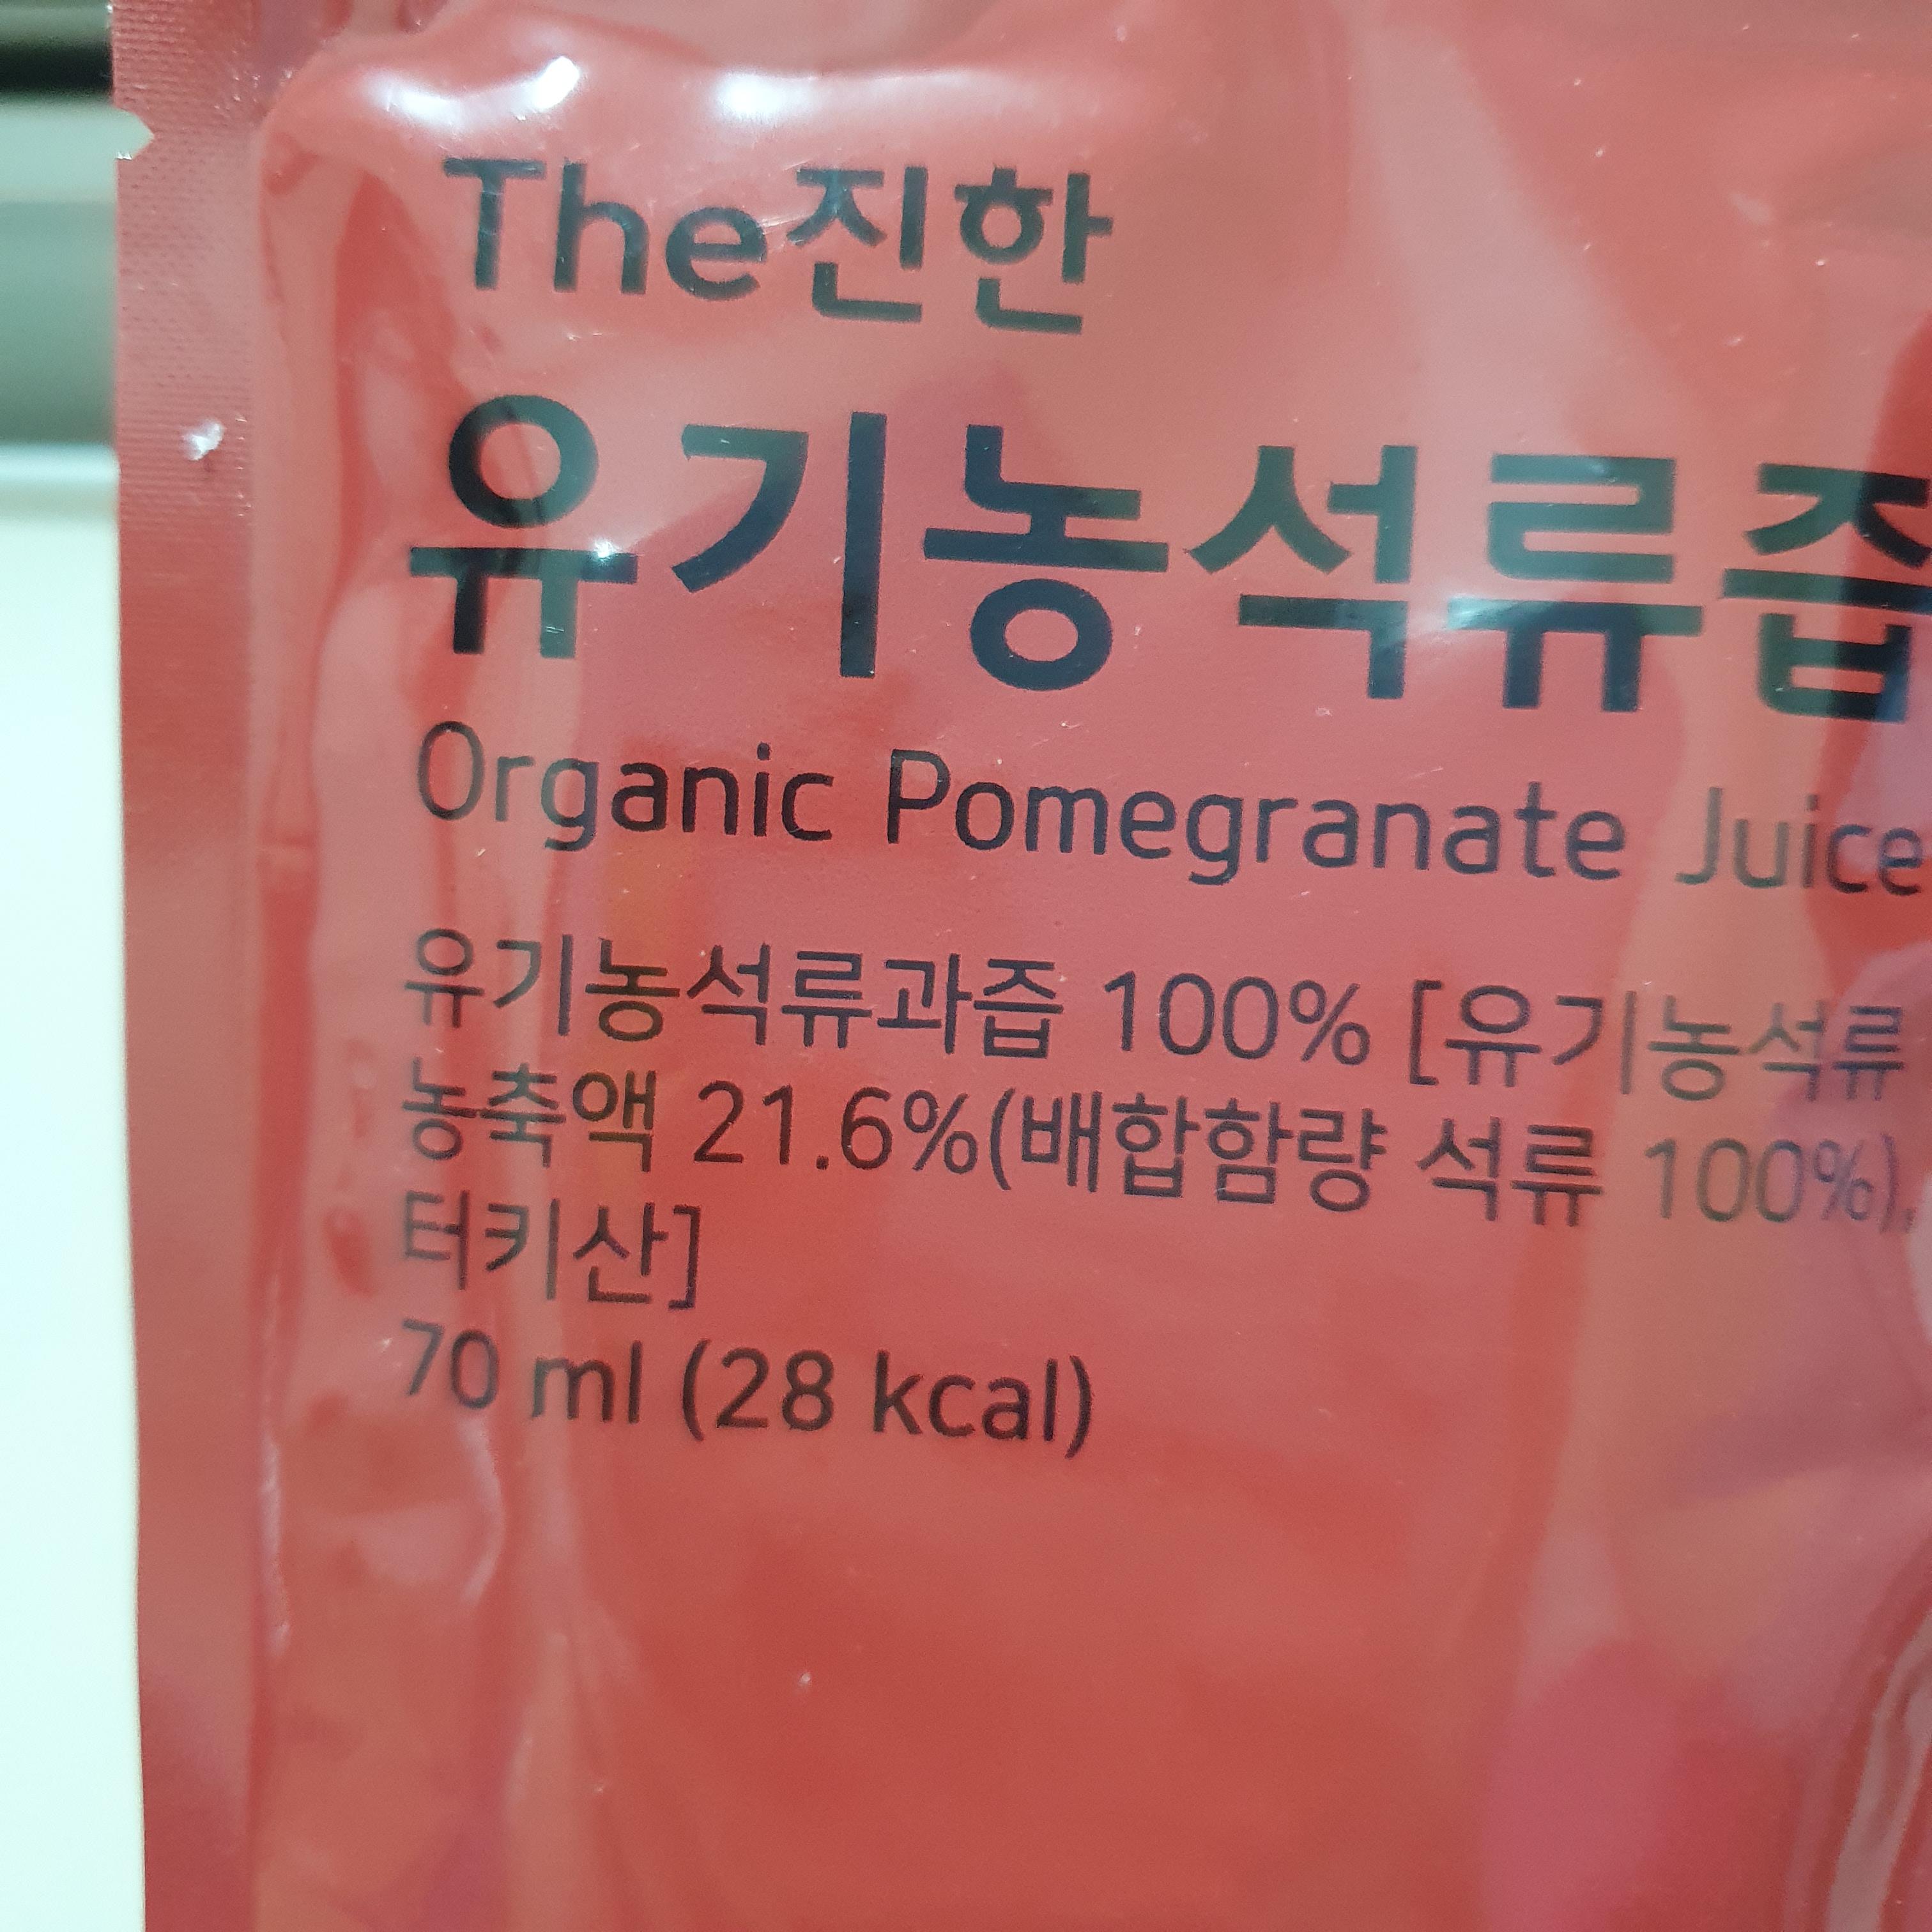 The진한
유기농석류즙
Organic Pomegranate Juice
유기농석류과즙 100% [유기농석류
농축액 21.6%(배합함량 석류 100%),
터키산]
70 ml (28 kcal)